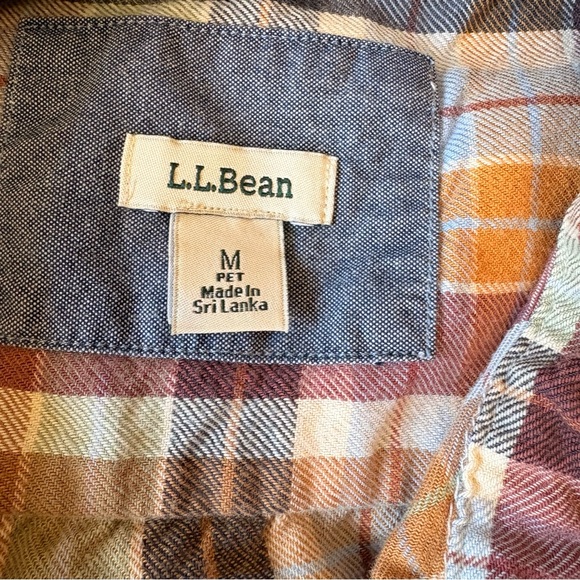 L.L.Bean
M
PET
Made In
Sri Lanka